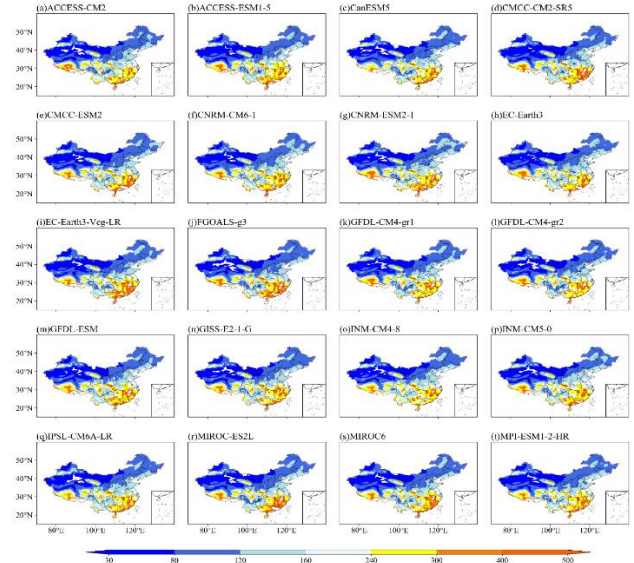 (a)ACCESS-CM2 (b)ACCESS-ESM1-5 (c)CanESM5 (d)CMCC-CM2-SR5
50°N
40°N
30°N
20°N
(e)CMCC-ESM2 (f)CNRM-CM6-1 (g)CNRM-ESM2-1 (h)EC-Earth3
50°N
40°N
30°N
20°N
(i)EC-Earth3-Veg-LR (j)FGOALS-g3 (k)GFDL-CM4-gr1 (l)GFDL-CM4-gr2
50°N
40°N
30°N
20°N
(m)GFDL-ESM (n)GISS-E2-1-G (o)INM-CM4-8 (p)INM-CM5-0
50°N
40°N
30°N
20°N
(q)IPSL-CM6A-LR (r)MIROC-ES2L (s)MIROC6 (t)MPI-ESM1-2-HR
50°N
40°N
30°N
20°N
80°E 100°E 120°E 80°E 100°E 120°E 80°E 100°E 120°E 80°E 100°E 120°E
30 80 120 160 240 300 400 500